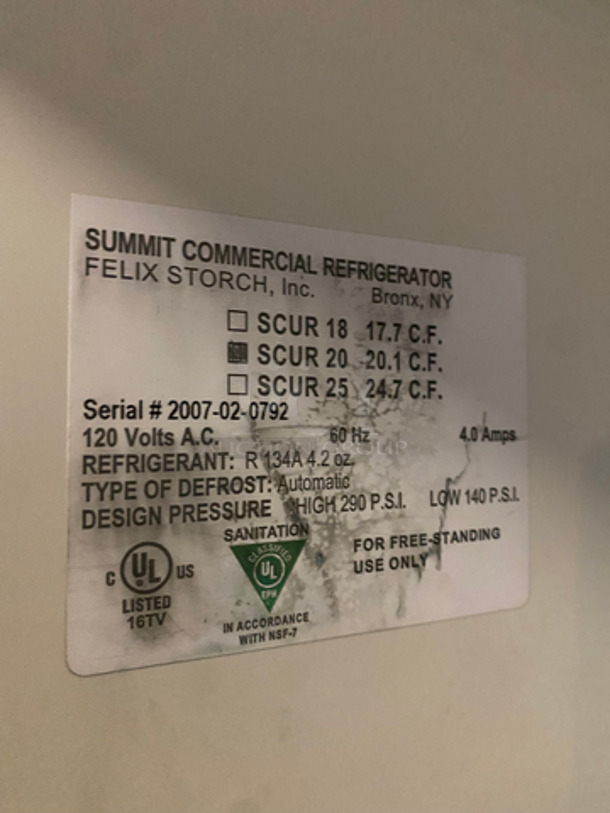 SUMMIT COMMERCIAL REFRIGERATOR
FELIX STORCH, Inc. Bronx, NY
SCUR 18 17.7 C.F.
SCUR 20 20.1 C.F.
SCUR 25 24.7 C.F.
Serial # 2007-02-0792
120 Volts A.C. 60 Hz 4.0 Amps
REFRIGERANT: R 134A 4.2 oz.
TYPE OF DEFROST: Automatic
DESIGN PRESSURE HIGH 290 P.S.I. LOW 140 P.S.I.
SANITATION
CLASSIFIED
UL
EPH
IN ACCORDANCE
WITH NSF-7
C UL US
LISTED
16TV
FOR FREE-STANDING
USE ONLY